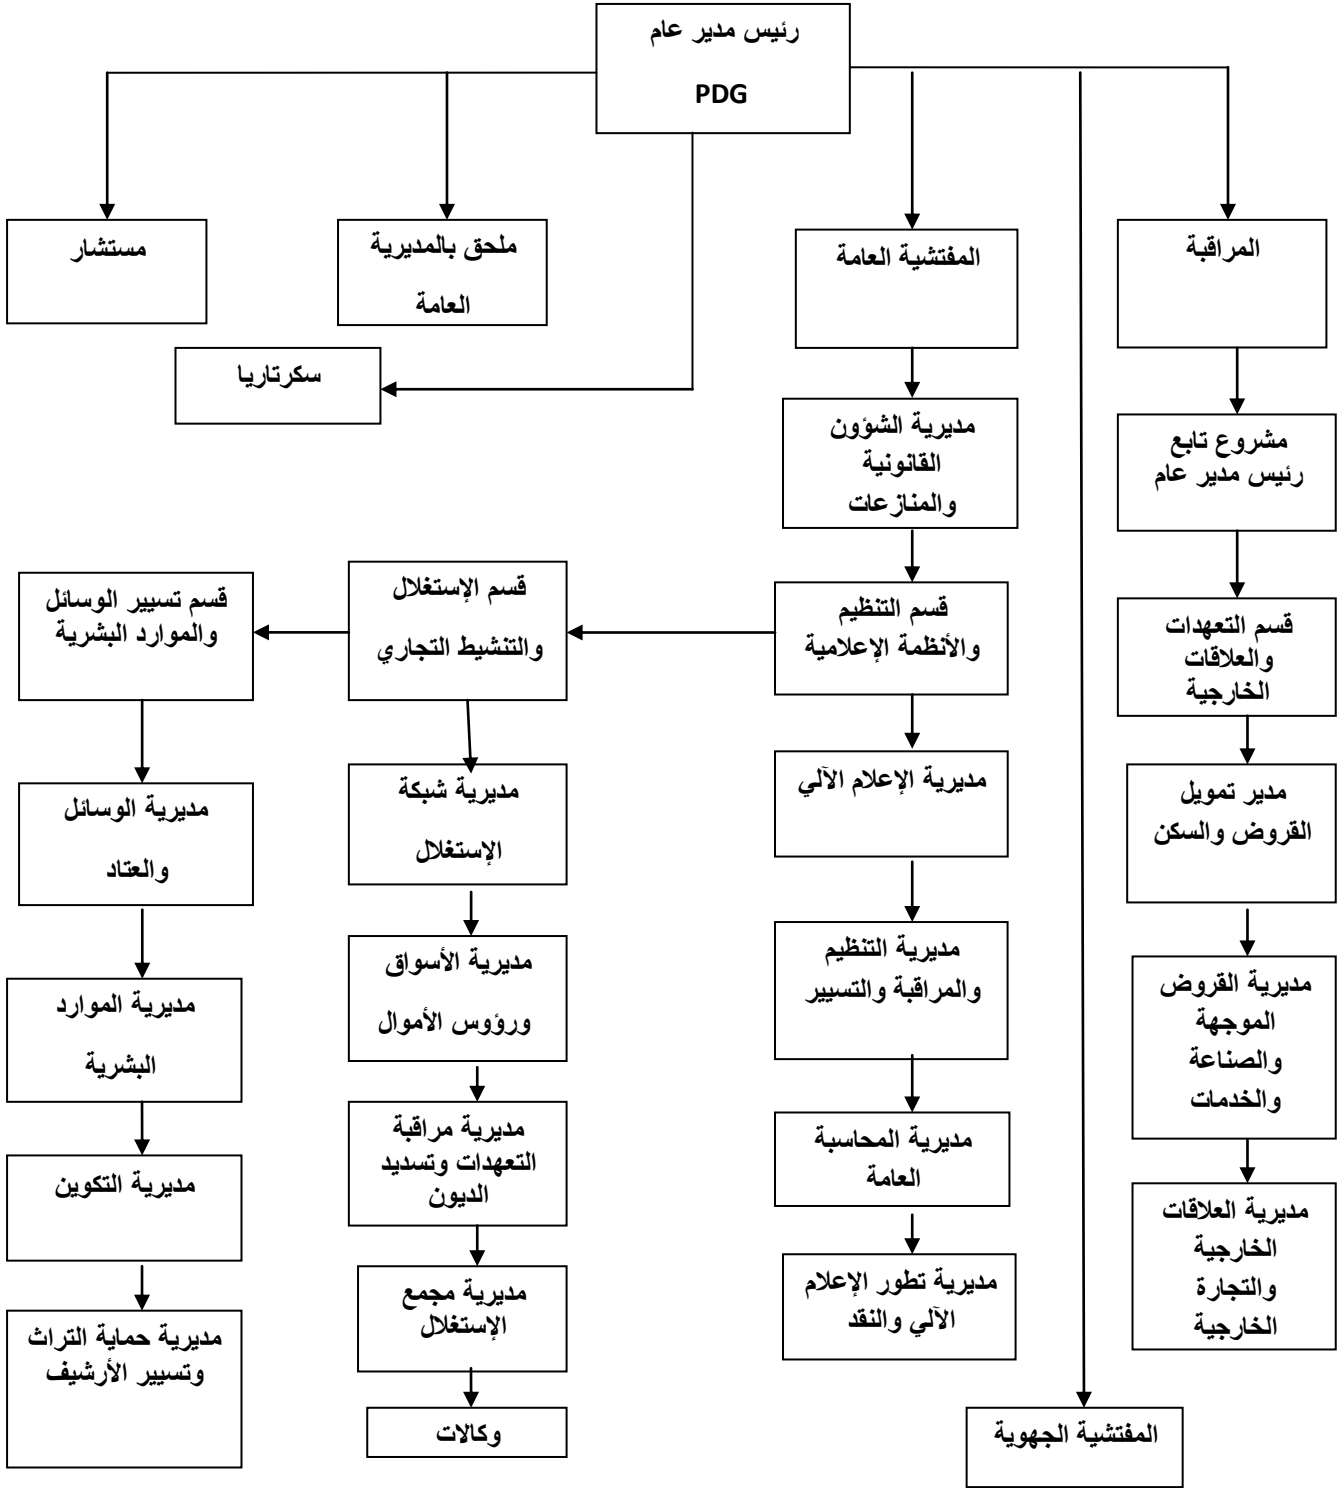 رئيس مدير عام
PDG
المراقبة
المفتشية العامة
ملحق بالمديرية
العامة
مستشار
سكرتاريا
مديرية الشؤون
القانونية
والمنازعات
مشروع تابع
رئيس مدير عام
قسم التعهدات
والعلاقات
الخارجية
قسم التنظيم
والأنظمة الإعلامية
قسم الإستغلال
والتنشيط التجاري
قسم تسيير الوسائل
والموارد البشرية
مدير تمويل
القروض والسكن
مديرية الإعلام الآلي
مديرية شبكة
الإستغلال
مديرية الوسائل
والعتاد
مديرية القروض
الموجهة
والصناعة
والخدمات
مديرية التنظيم
والمراقبة والتسيير
مديرية الأسواق
ورؤوس الأموال
مديرية الموارد
البشرية
مديرية المحاسبة
العامة
مديرية مراقبة
التعهدات وتسديد
الديون
مديرية التكوين
مديرية العلاقات
الخارجية
والتجارة
الخارجية
مديرية تطور الإعلام
الآلي والنقد
مديرية مجمع
الإستغلال
مديرية حماية التراث
وتسيير الأرشيف
وكالات
المفتشية الجهوية